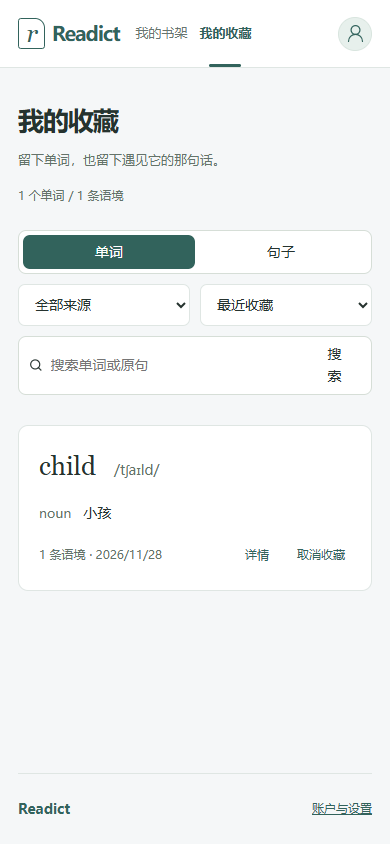 r Readict 我的书架 我的收藏
我的收藏
留下单词，也留下遇见它的那句话。
1 个单词 / 1 条语境
单词 句子
全部来源 最近收藏
搜索单词或原句 搜
索
child /tʃaɪld/
noun 小孩
1 条语境 · 2026/11/28 详情 取消收藏
Readict 账户与设置